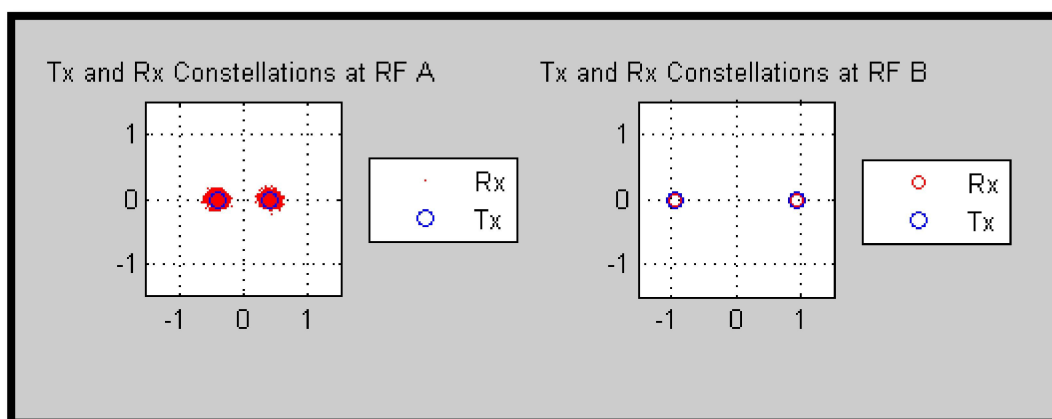 Tx and Rx Constellations at RF A
1
0
-1
-1 0 1
Rx
Tx
Tx and Rx Constellations at RF B
1
0
-1
-1 0 1
Rx
Tx